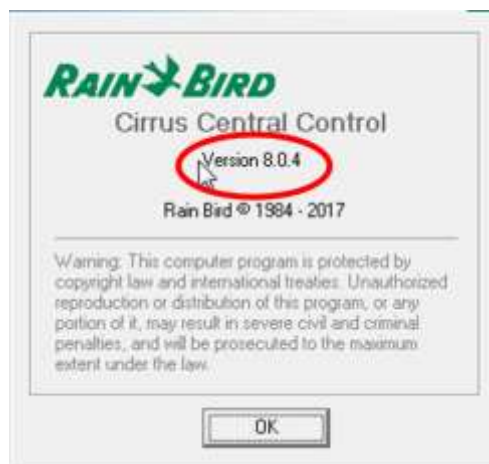 RAIN BIRD
Cirrus Central Control
Version 8.0.4
Rain Bird © 1984 - 2017
Warning: This computer program is protected by
copyright law and international treaties. Unauthorized
reproduction or distribution of this program, or any
portion of it, may result in severe civil and criminal
penalties, and will be prosecuted to the maximum
extent under the law.
OK